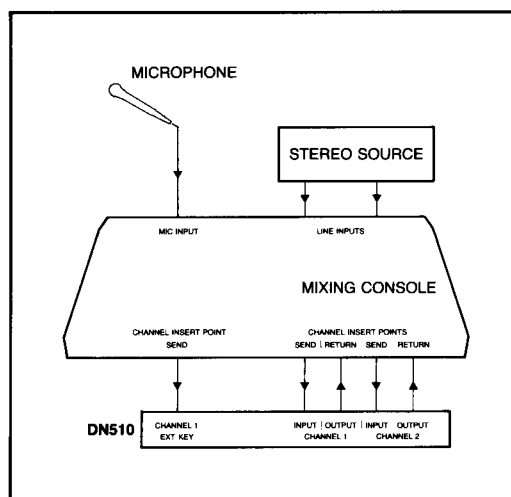 MICROPHONE
STEREO SOURCE
MIC INPUT
LINE INPUTS
MIXING CONSOLE
CHANNEL INSERT POINT
SEND
CHANNEL INSERT POINTS
SEND | RETURN SEND RETURN
DN510
CHANNEL 1
EXT KEY
INPUT | OUTPUT | INPUT OUTPUT
CHANNEL 1 CHANNEL 2